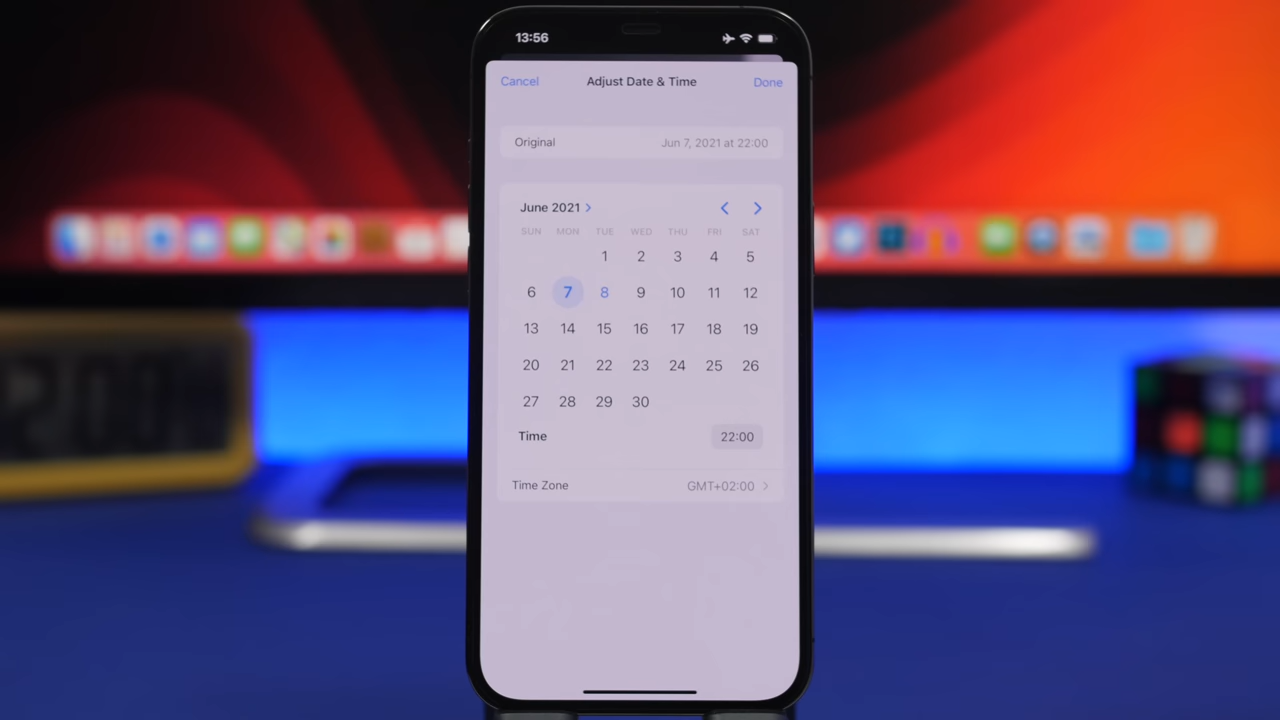 13:56
Cancel Adjust Date & Time Done
Original Jun 7, 2021 at 22:00
June 2021 >
SUN MON TUE WED THU FRI SAT
1 2 3 4 5
6 7 8 9 10 11 12
13 14 15 16 17 18 19
20 21 22 23 24 25 26
27 28 29 30
Time 22:00
Time Zone GMT+02:00 >